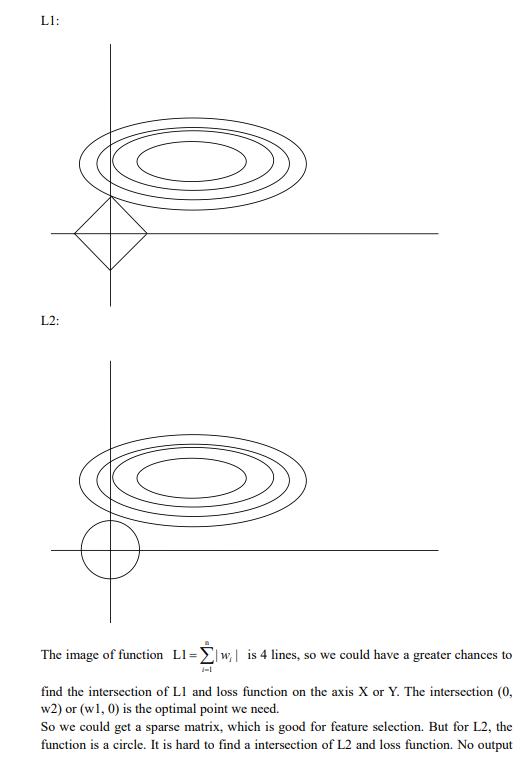 L1:
L2:
The image of function L1=∑_{i=1}^{n}|w_i| is 4 lines, so we could have a greater chances to
find the intersection of L1 and loss function on the axis X or Y. The intersection (0,
w2) or (w1, 0) is the optimal point we need.
So we could get a sparse matrix, which is good for feature selection. But for L2, the
function is a circle. It is hard to find a intersection of L2 and loss function. No output